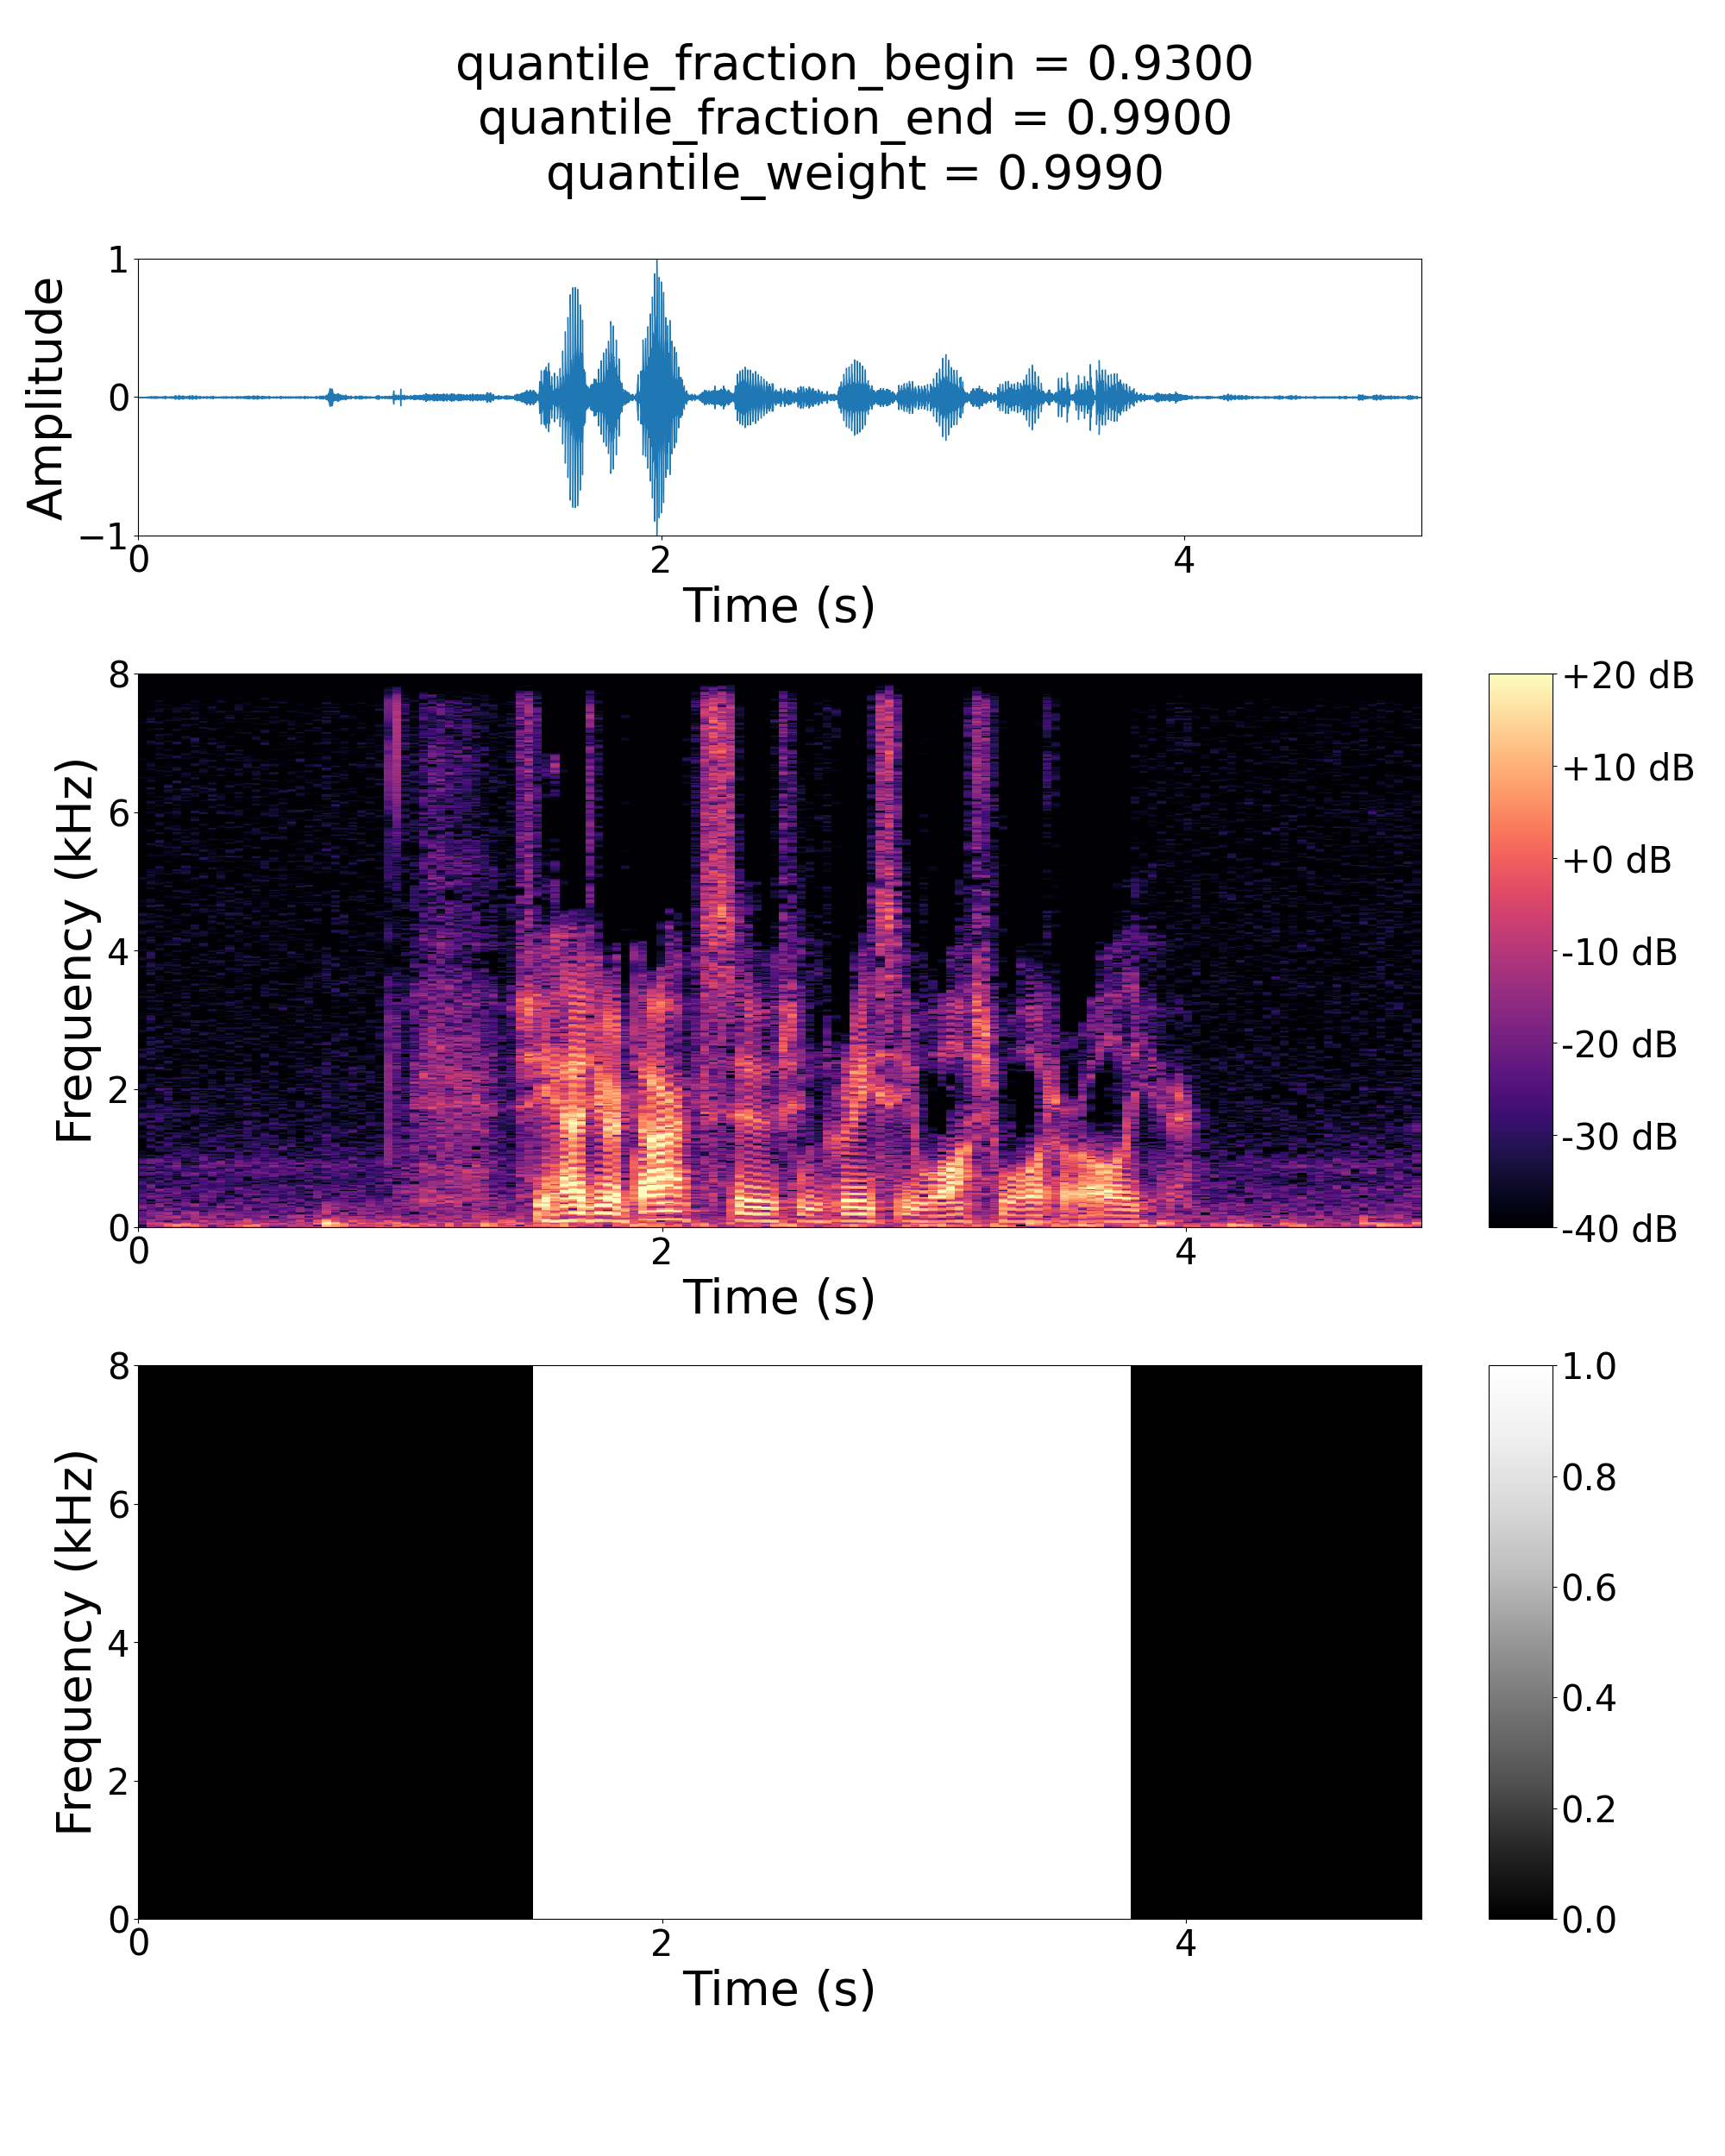 quantile_fraction_begin = 0.9300
quantile_fraction_end = 0.9900
quantile_weight = 0.9990
Amplitude
1
0
−1
0
2
4
Time (s)
Frequency (kHz)
8
6
4
2
0
0
2
4
Time (s)
+20 dB
+10 dB
+0 dB
-10 dB
-20 dB
-30 dB
-40 dB
Frequency (kHz)
8
6
4
2
0
0
2
4
Time (s)
1.0
0.8
0.6
0.4
0.2
0.0